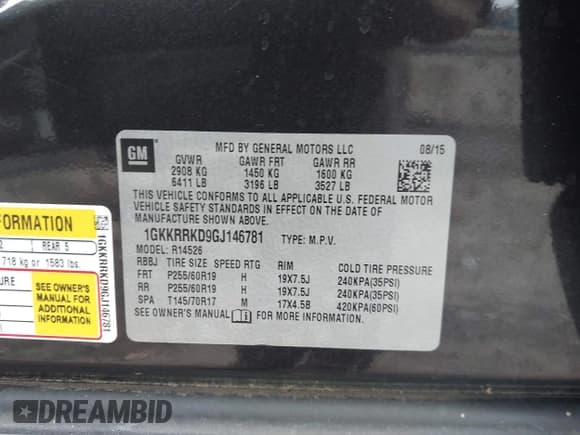 GM
MFD BY GENERAL MOTORS LLC 08/15
GVWR GAWR FRT GAWR RR
2908 KG 1450 KG 1600 KG
6411 LB 3196 LB 3527 LB
THIS VEHICLE CONFORMS TO ALL APPLICABLE U.S. FEDERAL MOTOR
VEHICLE SAFETY STANDARDS IN EFFECT ON THE DATE OF
MANUFACTURE SHOWN ABOVE.
1GKKRRKD9GJ146781 TYPE: M.P.V.
MODEL: R14526
RBBJ TIRE SIZE SPEED RTG RIM COLD TIRE PRESSURE
FRT P255/60R19 H 19X7.5J 240KPA(35PSI)
RR P255/60R19 H 19X7.5J 240KPA(35PSI)
SPA T145/70R17 M 17X4.5B 420KPA(60PSI)
SEE OWNER'S MANUAL FOR MORE INFORMATION
FORMATION
2 REAR 5
718 kg or 1583 lbs.
URE
SEE OWNER'S
MANUAL FOR
ADDITIONAL
INFORMATION
1GKKRRKD9GJ146781
DREAMBID